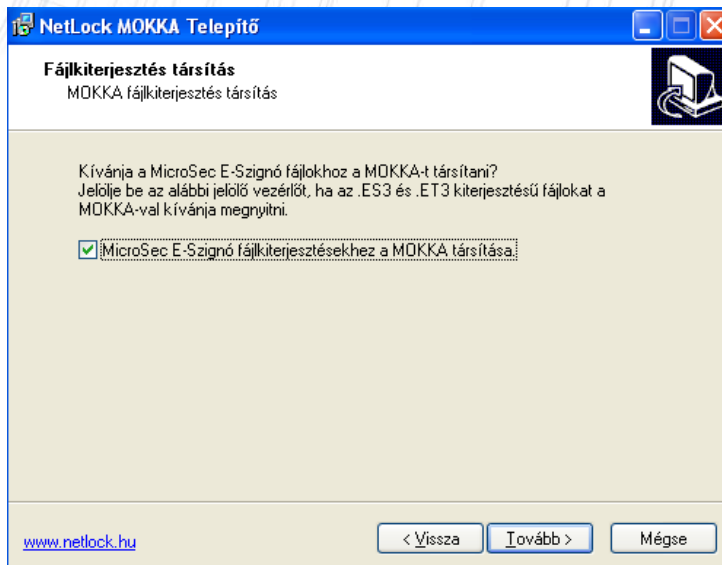 NetLock MOKKA Telepítő
Fájlkiterjesztés társítás
MOKKA fájlkiterjesztés társítás
Kívánja a MicroSec E-Szignó fájlokhoz a MOKKA-t társítani?
Jelölje be az alábbi jelölő vezérlőt, ha az .ES3 és .ET3 kiterjesztésű fájlokat a
MOKKA-val kívánja megnyitni.
MicroSec E-Szignó fájlkiterjesztésekhez a MOKKA társítása.
www.netlock.hu
< Vissza
Tovább >
Mégse